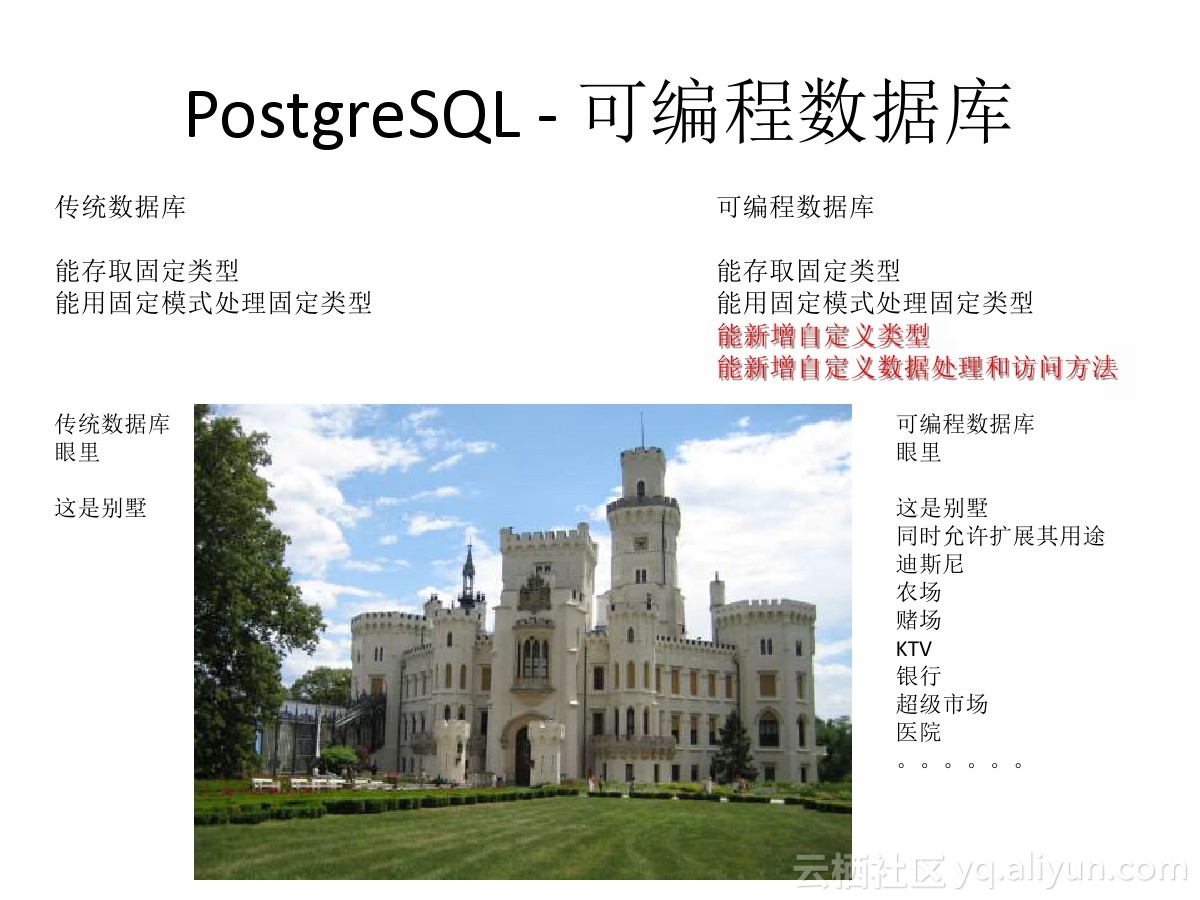 PostgreSQL - 可编程数据库
传统数据库
能存取固定类型
能用固定模式处理固定类型
可编程数据库
能存取固定类型
能用固定模式处理固定类型
能新增自定义类型
能新增自定义数据处理和访问方法
传统数据库
眼里
这是别墅
可编程数据库
眼里
这是别墅
同时允许扩展其用途
迪斯尼
农场
赌场
KTV
银行
超级市场
医院
。。。。。。
云栖社区 yq.aliyun.com